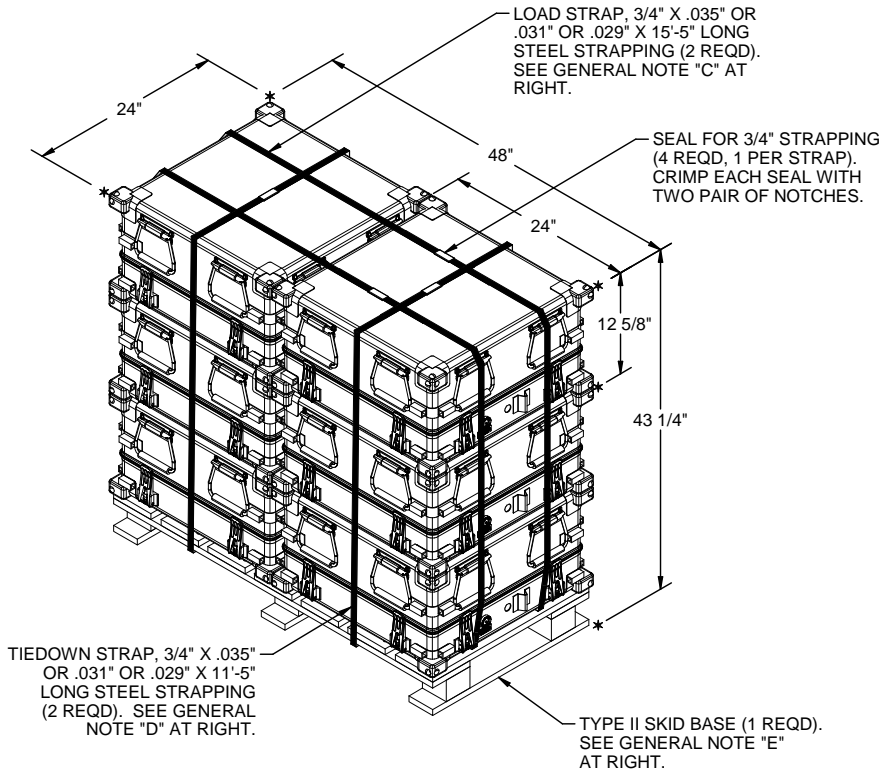 LOAD STRAP, 3/4" X .035" OR
.031" OR .029" X 15'-5" LONG
STEEL STRAPPING (2 REQD).
SEE GENERAL NOTE "C" AT
RIGHT.
24"
48"
SEAL FOR 3/4" STRAPPING
(4 REQD, 1 PER STRAP).
CRIMP EACH SEAL WITH
TWO PAIR OF NOTCHES.
24"
12 5/8"
43 1/4"
TIEDOWN STRAP, 3/4" X .035"
OR .031" OR .029" X 11'-5"
LONG STEEL STRAPPING
(2 REQD). SEE GENERAL
NOTE "D" AT RIGHT.
TYPE II SKID BASE (1 REQD).
SEE GENERAL NOTE "E"
AT RIGHT.